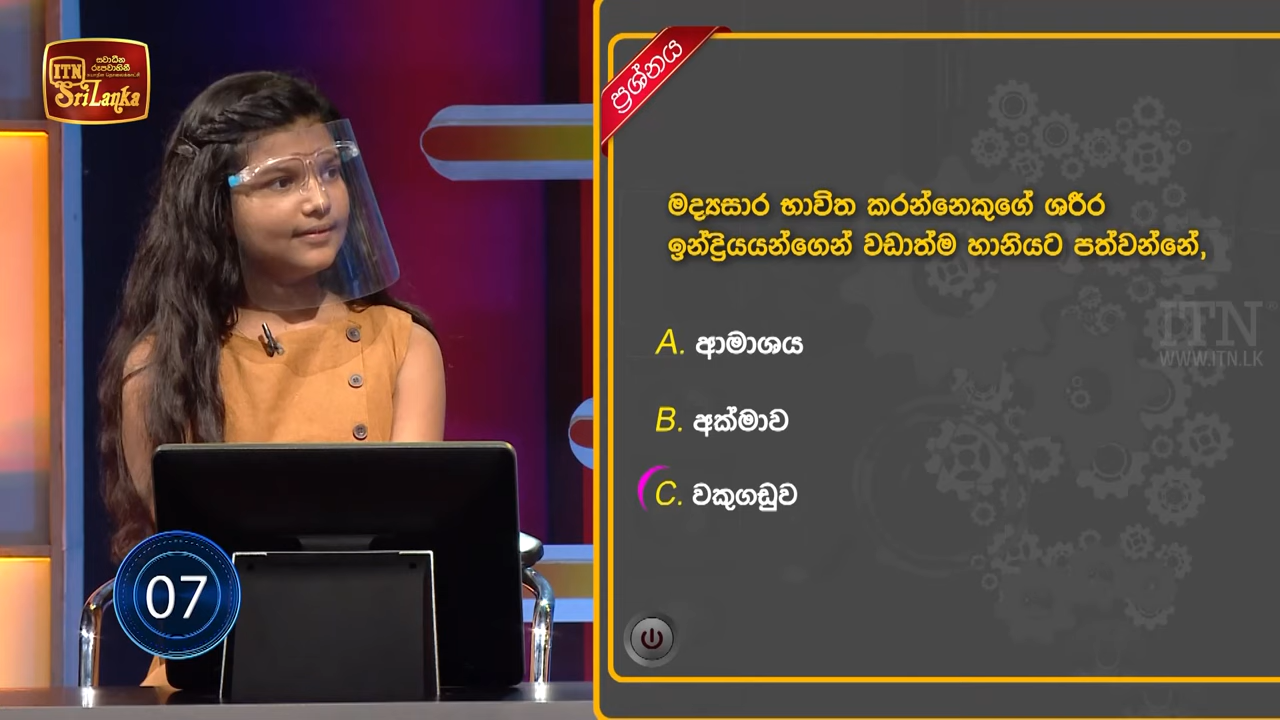 ITN
ස්වාධීන
රූපවාහිනී
Sri Lanka
ප්‍රශ්නය
මද්‍යසාර භාවිත කරන්නෙකුගේ ශරීර
ඉන්ද්‍රියයන්ගෙන් වඩාත්ම හානියට පත්වන්නේ,
A. ආමාශය
B. අක්මාව
C. වකුගඩුව
ITN
WWW.ITN.LK
07